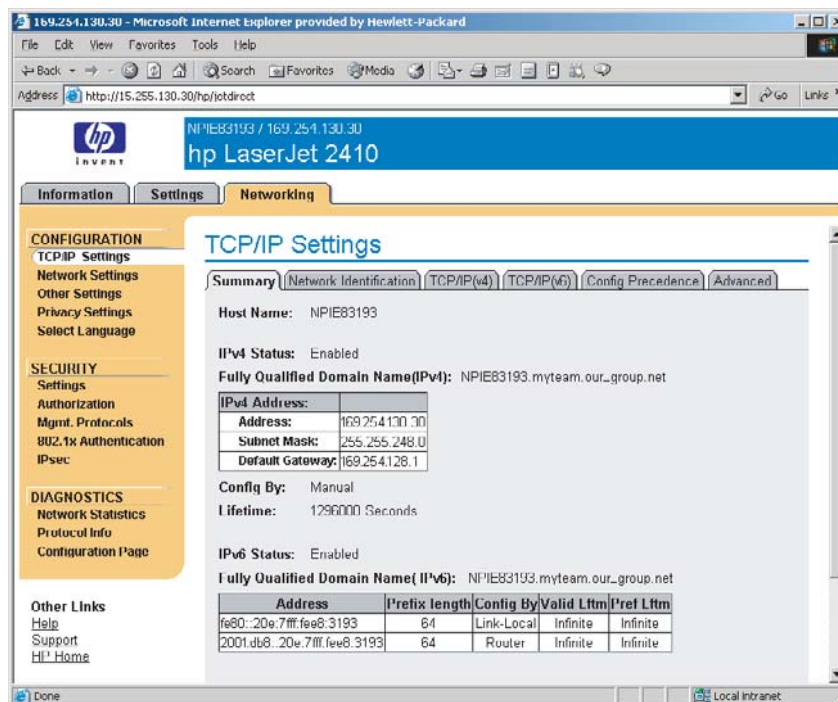 169.254.130.30 - Microsoft Internet Explorer provided by Hewlett-Packard
File Edit View Favorites Tools Help
Back Search Favorites Media
Address http://15.255.130.30/hp/jetdirect Go Links
hp
invent
NPIE83193 / 169.254.130.30
hp LaserJet 2410
Information Settings Networking
CONFIGURATION
TCP/IP Settings
Network Settings
Other Settings
Privacy Settings
Select Language
SECURITY
Settings
Authorization
Mgmt. Protocols
802.1x Authentication
IPsec
DIAGNOSTICS
Network Statistics
Protocol Info
Configuration Page
Other Links
Help
Support
HP Home
TCP/IP Settings
Summary Network Identification TCP/IP(v4) TCP/IP(v6) Config Precedence Advanced
Host Name: NPIE83193
IPv4 Status: Enabled
Fully Qualified Domain Name(IPv4): NPIE83193.myteam.our_group.net
IPv4 Address:
Address: 169.254.130.30
Subnet Mask: 255.255.248.0
Default Gateway: 169.254.128.1
Config By: Manual
Lifetime: 1296000 Seconds
IPv6 Status: Enabled
Fully Qualified Domain Name( IPv6): NPIE83193.myteam.our_group.net
Address Prefix length Config By Valid Lftm Pref Lftm
fe80::20e:7fff:fee8:3193 64 Link-Local Infinite Infinite
2001:db8::20e:7fff:fee8:3193 64 Router Infinite Infinite
Done Local intranet